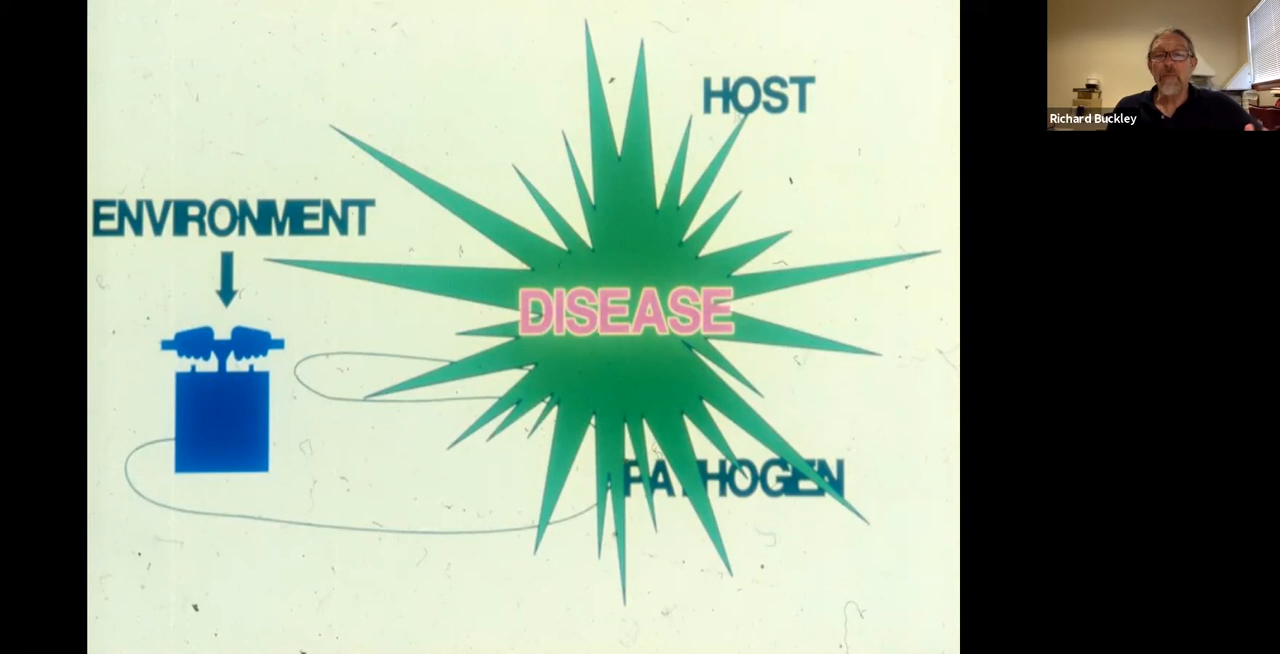 HOST
ENVIRONMENT
DISEASE
PATHOGEN
Richard Buckley